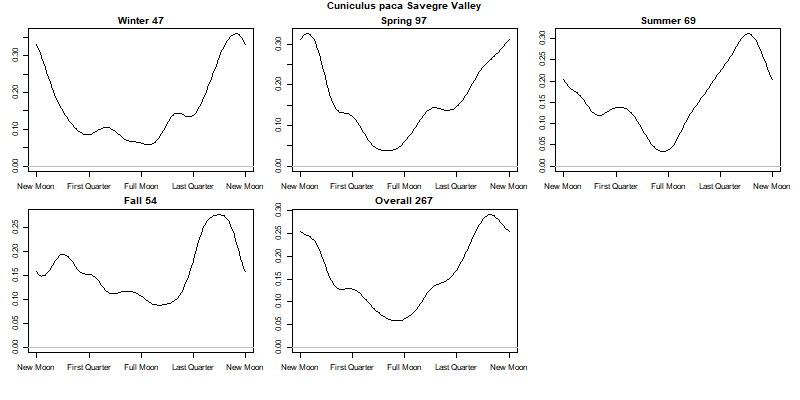 Cuniculus paca Savegre Valley
Winter 47
0.00 0.10 0.20 0.30
New Moon First Quarter Full Moon Last Quarter New Moon
Spring 97
0.00 0.10 0.20 0.30
New Moon First Quarter Full Moon Last Quarter New Moon
Summer 69
0.00 0.05 0.10 0.15 0.20 0.25 0.30
New Moon First Quarter Full Moon Last Quarter New Moon
Fall 54
0.00 0.05 0.10 0.15 0.20 0.25
New Moon First Quarter Full Moon Last Quarter New Moon
Overall 267
0.00 0.05 0.10 0.15 0.20 0.25 0.30
New Moon First Quarter Full Moon Last Quarter New Moon